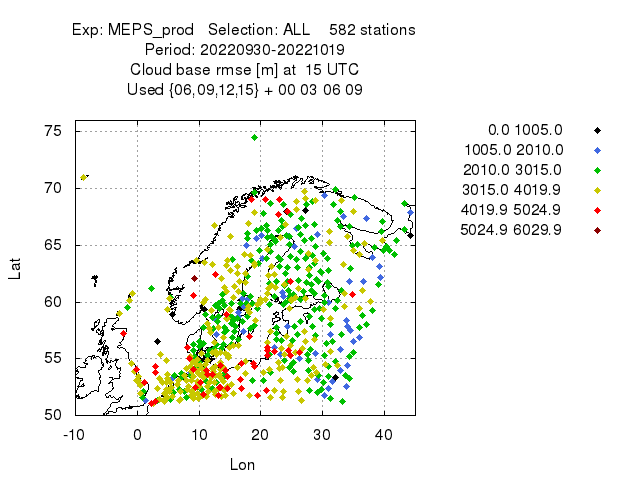 Exp: MEPS_prod   Selection: ALL    582 stations
Period: 20220930-20221019
Cloud base rmse [m] at  15 UTC
Used {06,09,12,15} + 00 03 06 09
0.0 1005.0
1005.0 2010.0
2010.0 3015.0
3015.0 4019.9
4019.9 5024.9
5024.9 6029.9
75
70
65
60
55
50
Lat
-10 0 10 20 30 40
Lon